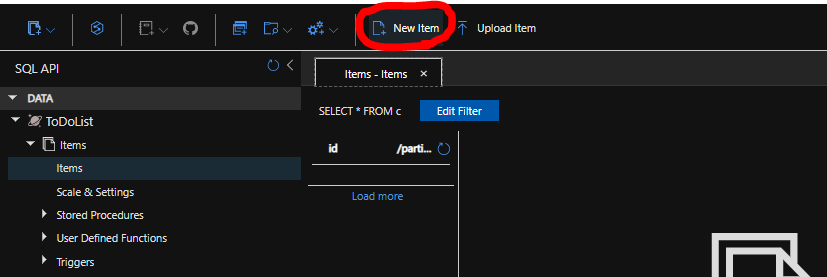 New Item
Upload Item
SQL API
Items - Items
DATA
SELECT * FROM c
Edit Filter
ToDoList
Items
id
/parti...
Items
Load more
Scale & Settings
Stored Procedures
User Defined Functions
Triggers